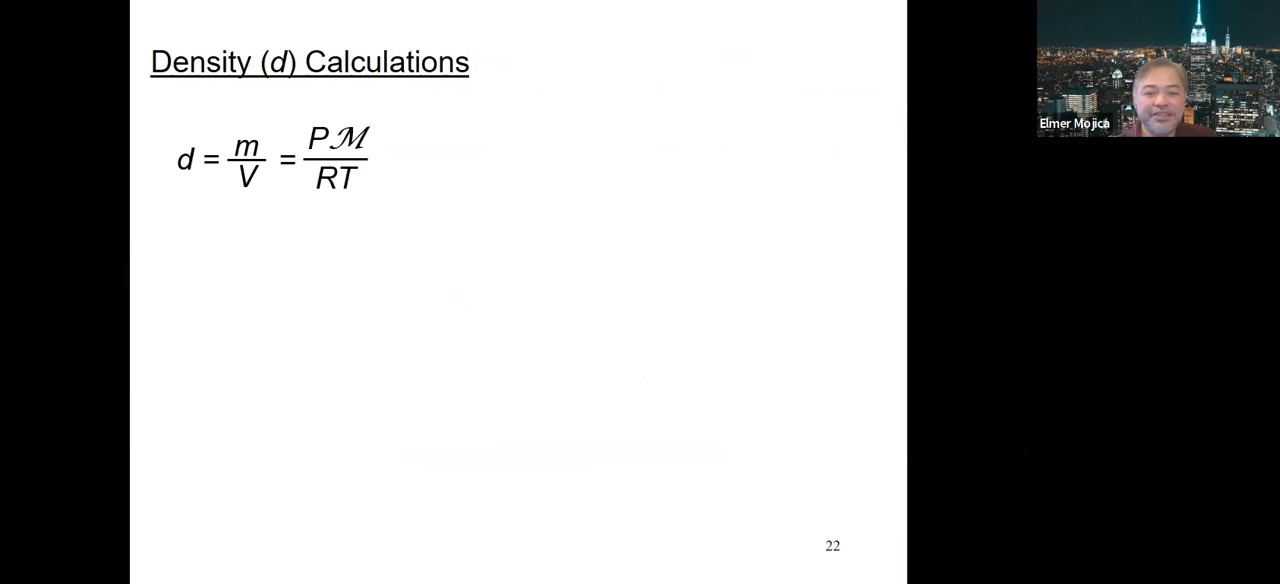 Density (d) Calculations
d = m/V = Pℳ/RT
22
Elmer Mojica